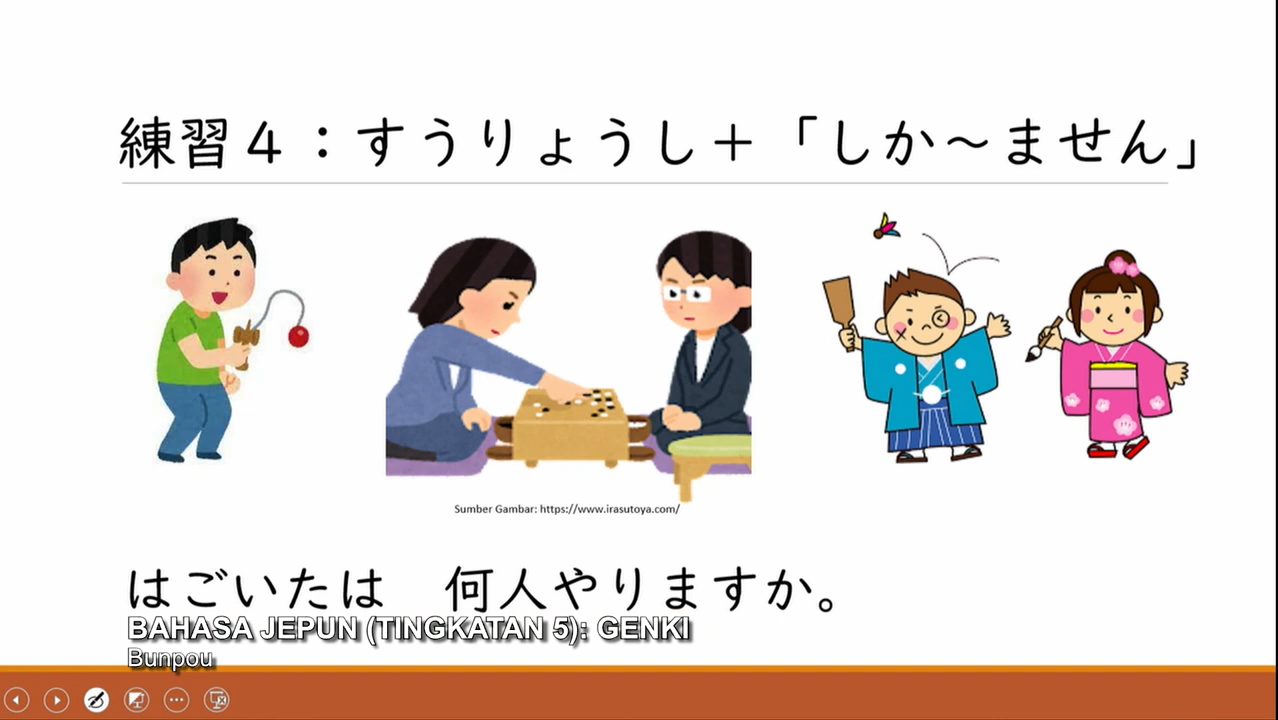 練習４：すうりょうし＋「しか～ません」
Sumber Gambar: https://www.irasutoya.com/
はごいたは　何人やりますか。
BAHASA JEPUN (TINGKATAN 5): GENKI
Bunpou